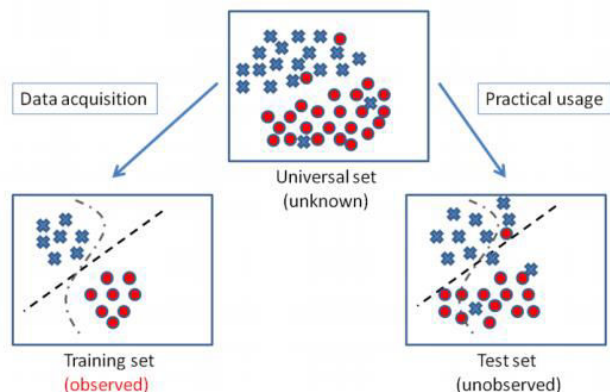 Data acquisition
Practical usage
Universal set
(unknown)
Training set
(observed)
Test set
(unobserved)